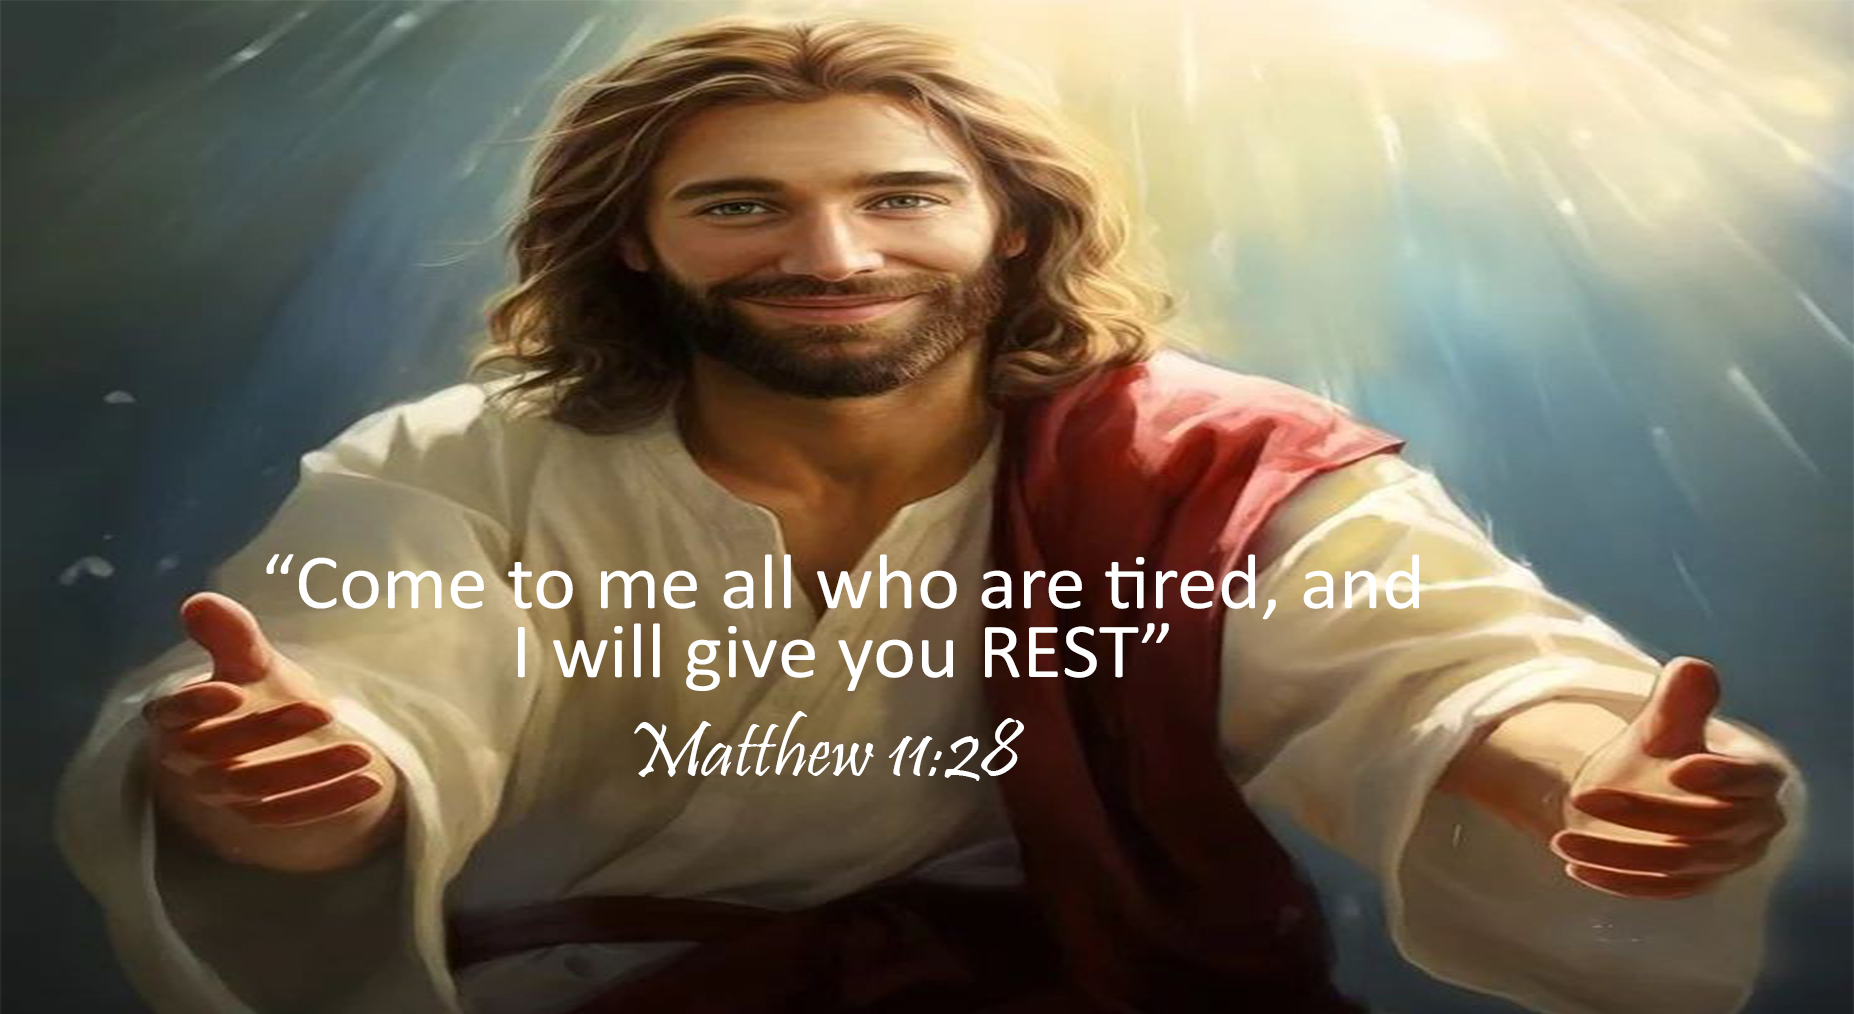 “Come to me all who are tired, and
I will give you REST”
Matthew 11:28